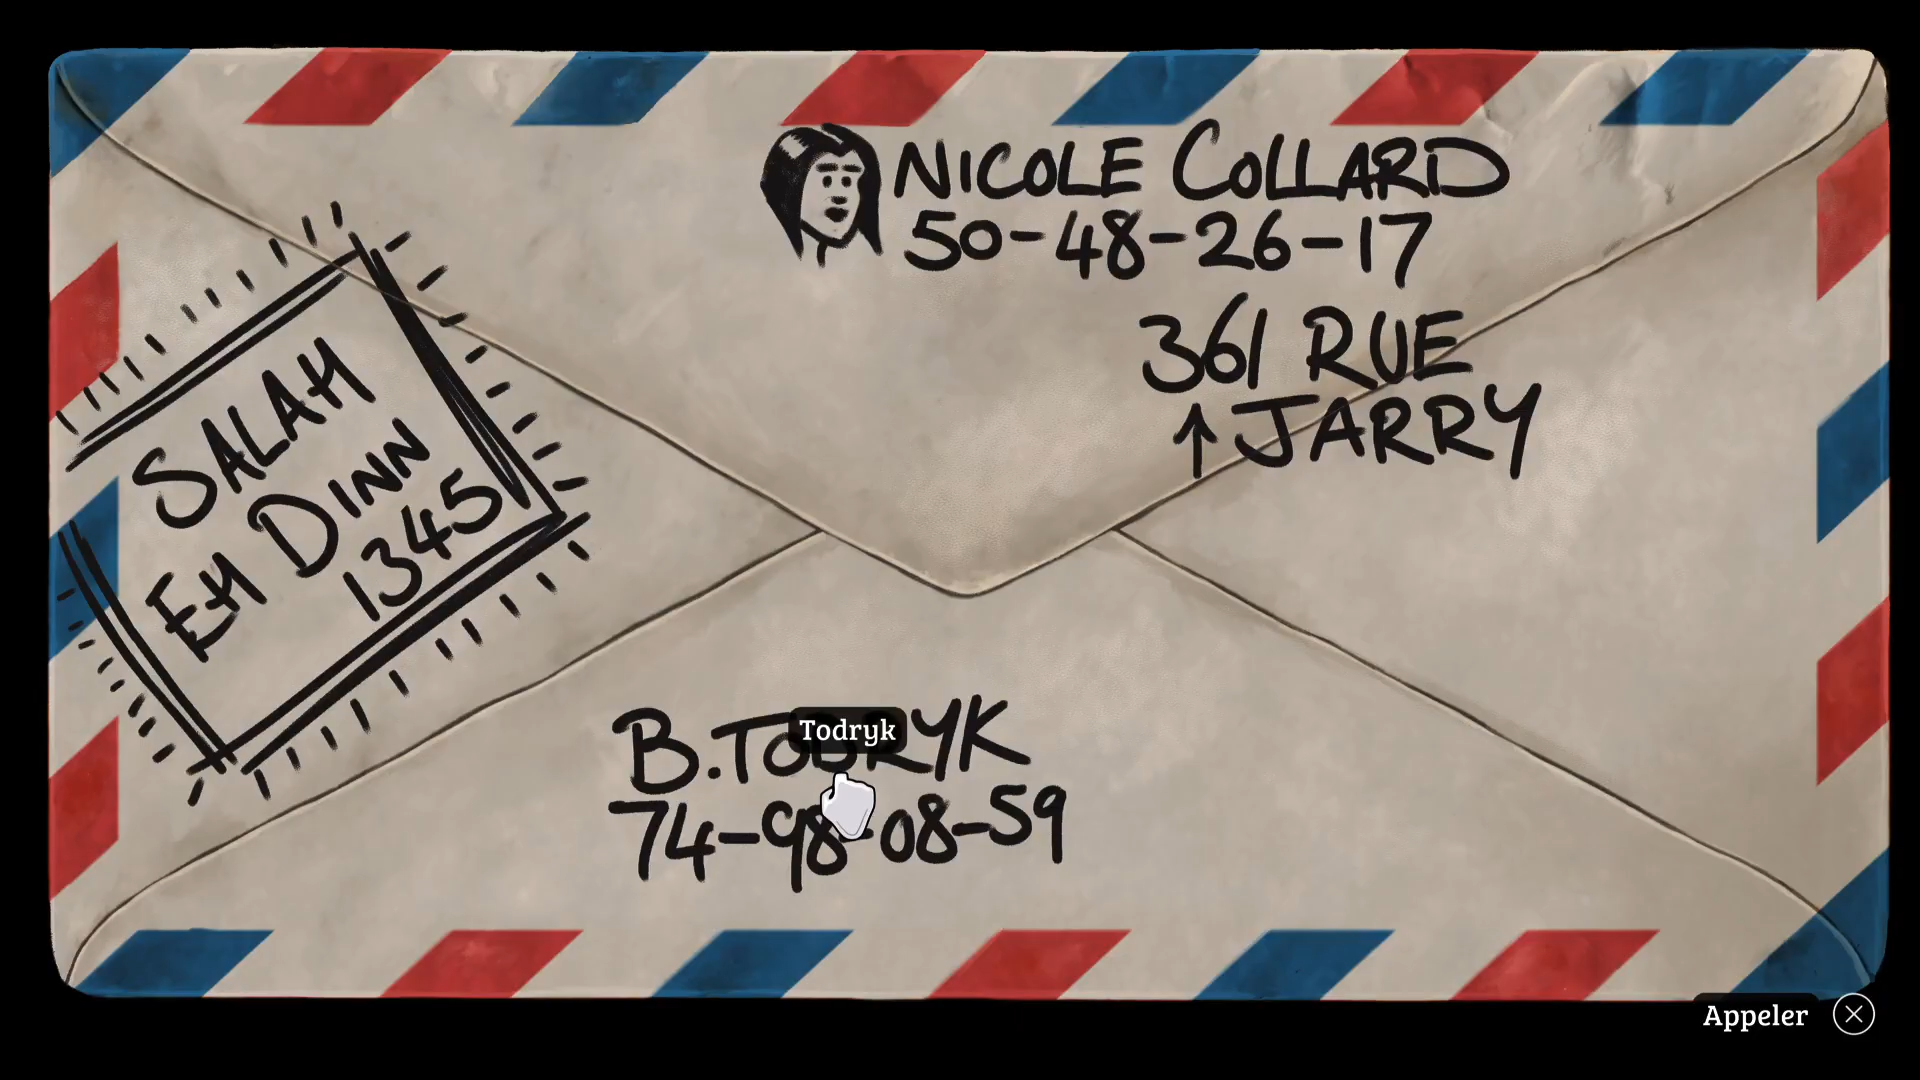 NICOLE COLLARD
50-48-26-17
361 RUE
↑ JARRY
SALAH
EH DINN
1345
B. TODRYK
Todryk
74-98-08-59
Appeler